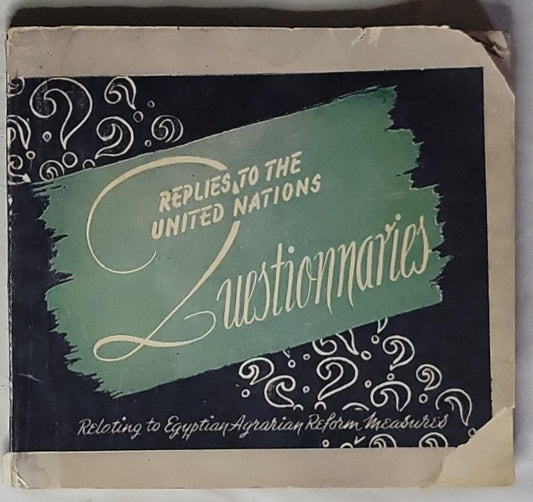 REPLIES TO THE
UNITED NATIONS
Questionnaries
Relating to Egyptian Agrarian Reform Measures